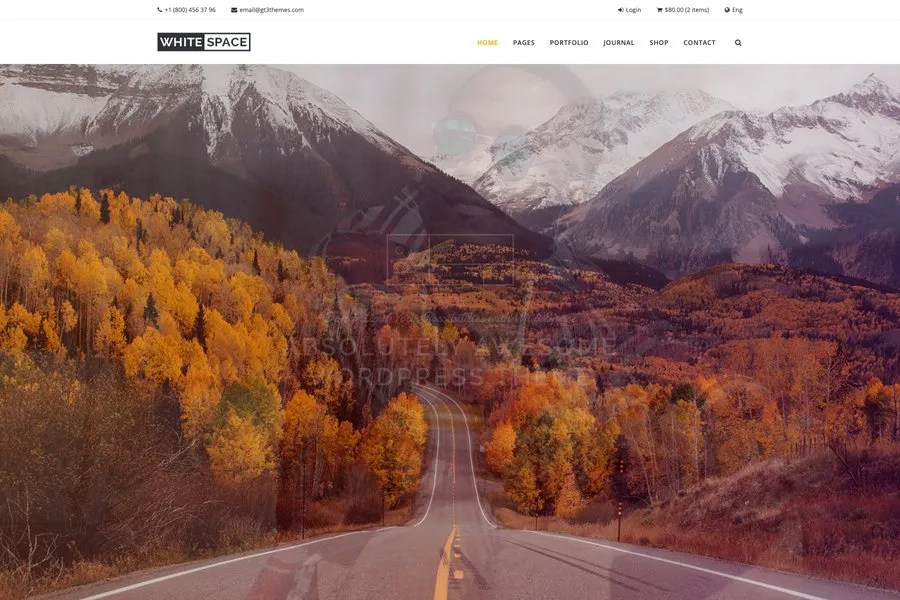 +1 (800) 456 37 96   email@gt3themes.com   Login   $80.00 (2 items)   Eng
WHITE SPACE   HOME   PAGES   PORTFOLIO   JOURNAL   SHOP   CONTACT
ABSOLUTELY AWESOME
WORDPRESS THEME